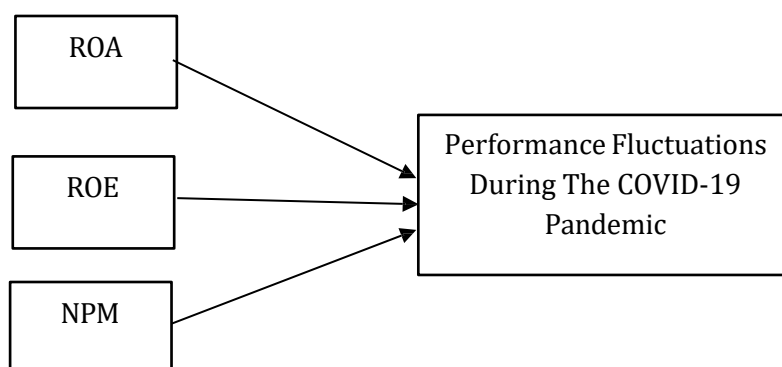 ROA
ROE
NPM
Performance Fluctuations
During The COVID-19
Pandemic